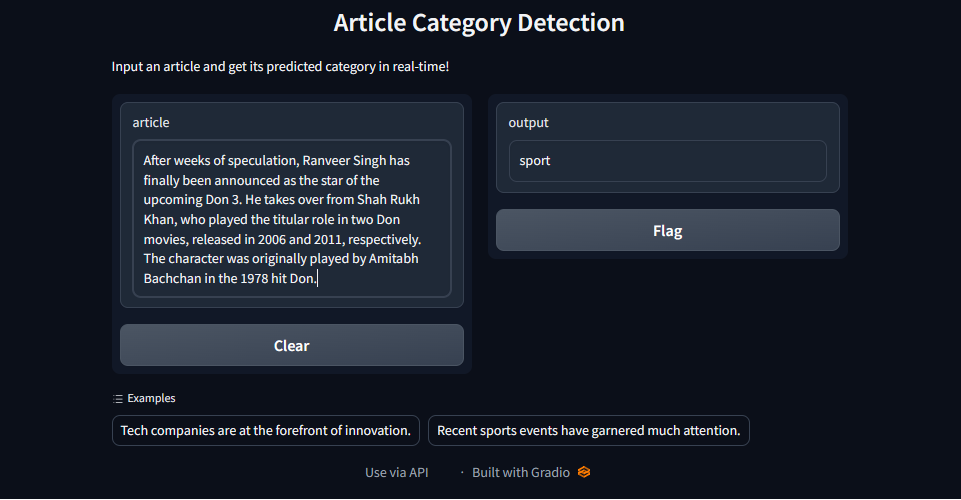 Article Category Detection
Input an article and get its predicted category in real-time!
article
After weeks of speculation, Ranveer Singh has
finally been announced as the star of the
upcoming Don 3. He takes over from Shah Rukh
Khan, who played the titular role in two Don
movies, released in 2006 and 2011, respectively.
The character was originally played by Amitabh
Bachchan in the 1978 hit Don.
Clear
output
sport
Flag
Examples
Tech companies are at the forefront of innovation.
Recent sports events have garnered much attention.
Use via API · Built with Gradio